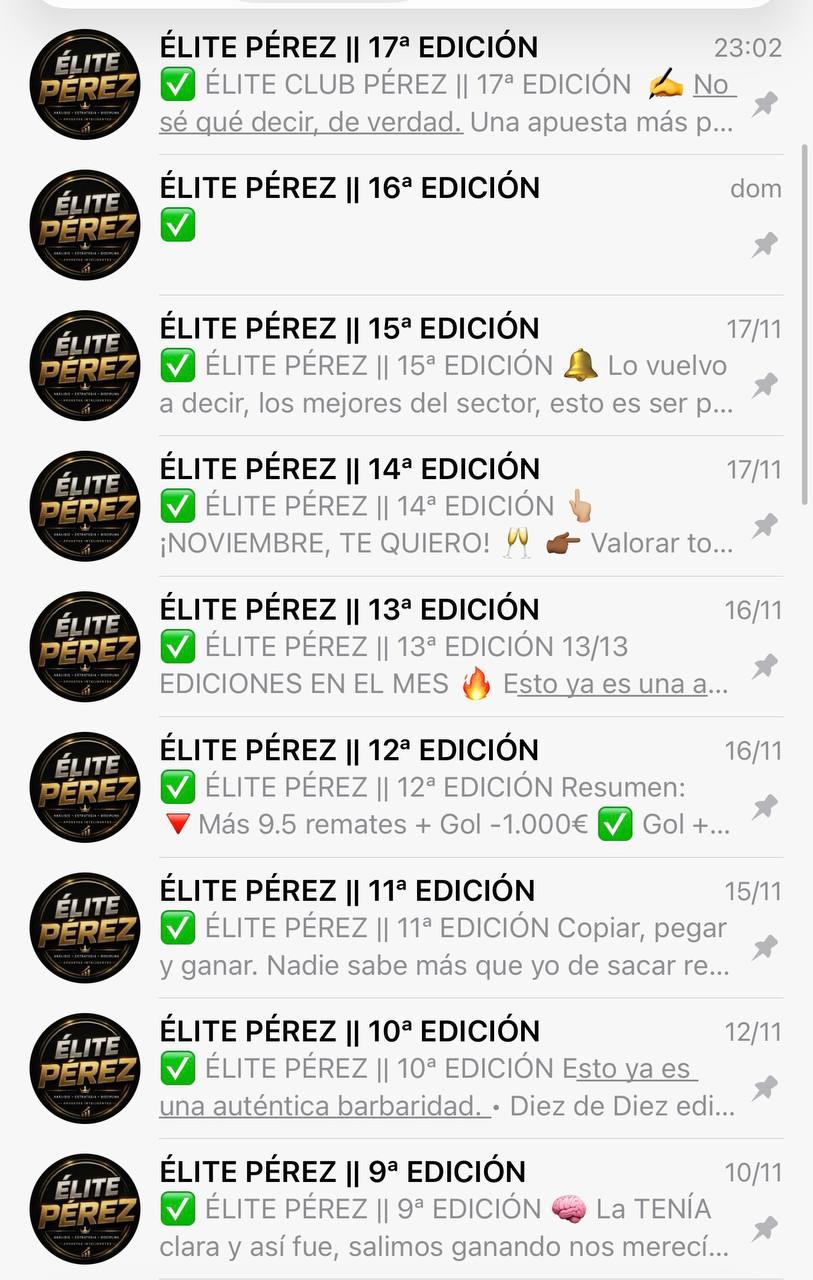 ÉLITE PÉREZ || 17ª EDICIÓN 23:02
✅ ÉLITE CLUB PÉREZ || 17ª EDICIÓN ✍️ No
sé qué decir, de verdad. Una apuesta más p...
ÉLITE PÉREZ || 16ª EDICIÓN dom
✅
ÉLITE PÉREZ || 15ª EDICIÓN 17/11
✅ ÉLITE PÉREZ || 15ª EDICIÓN 🔔 Lo vuelvo
a decir, los mejores del sector, esto es ser p...
ÉLITE PÉREZ || 14ª EDICIÓN 17/11
✅ ÉLITE PÉREZ || 14ª EDICIÓN 👆🏼
¡NOVIEMBRE, TE QUIERO! 🥂 👉🏾 Valorar to...
ÉLITE PÉREZ || 13ª EDICIÓN 16/11
✅ ÉLITE PÉREZ || 13ª EDICIÓN 13/13
EDICIONES EN EL MES 🔥 Esto ya es una a...
ÉLITE PÉREZ || 12ª EDICIÓN 16/11
✅ ÉLITE PÉREZ || 12ª EDICIÓN Resumen:
🔻 Más 9.5 remates + Gol -1.000€ ✅ Gol +...
ÉLITE PÉREZ || 11ª EDICIÓN 15/11
✅ ÉLITE PÉREZ || 11ª EDICIÓN Copiar, pegar
y ganar. Nadie sabe más que yo de sacar re...
ÉLITE PÉREZ || 10ª EDICIÓN 12/11
✅ ÉLITE PÉREZ || 10ª EDICIÓN Esto ya es
una auténtica barbaridad. • Diez de Diez edi...
ÉLITE PÉREZ || 9ª EDICIÓN 10/11
✅ ÉLITE PÉREZ || 9ª EDICIÓN 🧠 La TENÍA
clara y así fue, salimos ganando nos merecí...